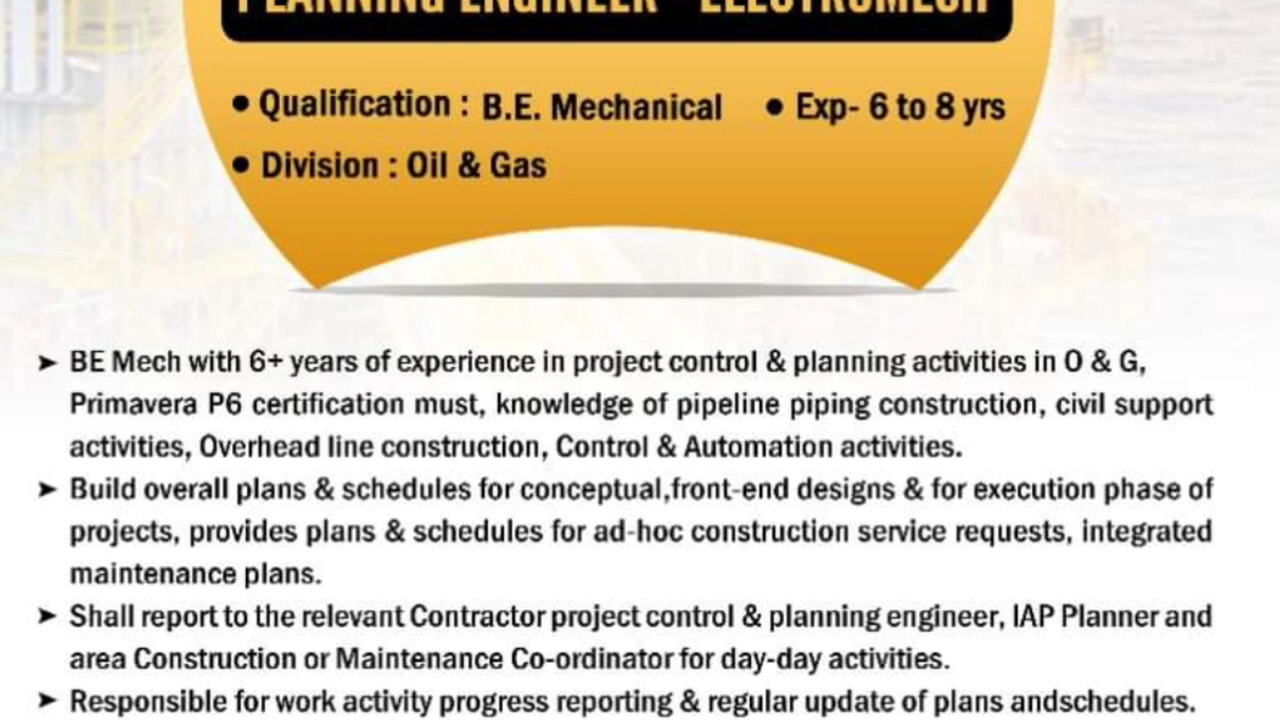 PLANNING ENGINEER - ELECTROMECH
• Qualification : B.E. Mechanical • Exp- 6 to 8 yrs
• Division : Oil & Gas
➤ BE Mech with 6+ years of experience in project control & planning activities in O & G,
Primavera P6 certification must, knowledge of pipeline piping construction, civil support
activities, Overhead line construction, Control & Automation activities.
➤ Build overall plans & schedules for conceptual,front-end designs & for execution phase of
projects, provides plans & schedules for ad-hoc construction service requests, integrated
maintenance plans.
➤ Shall report to the relevant Contractor project control & planning engineer, IAP Planner and
area Construction or Maintenance Co-ordinator for day-day activities.
➤ Responsible for work activity progress reporting & regular update of plans andschedules.